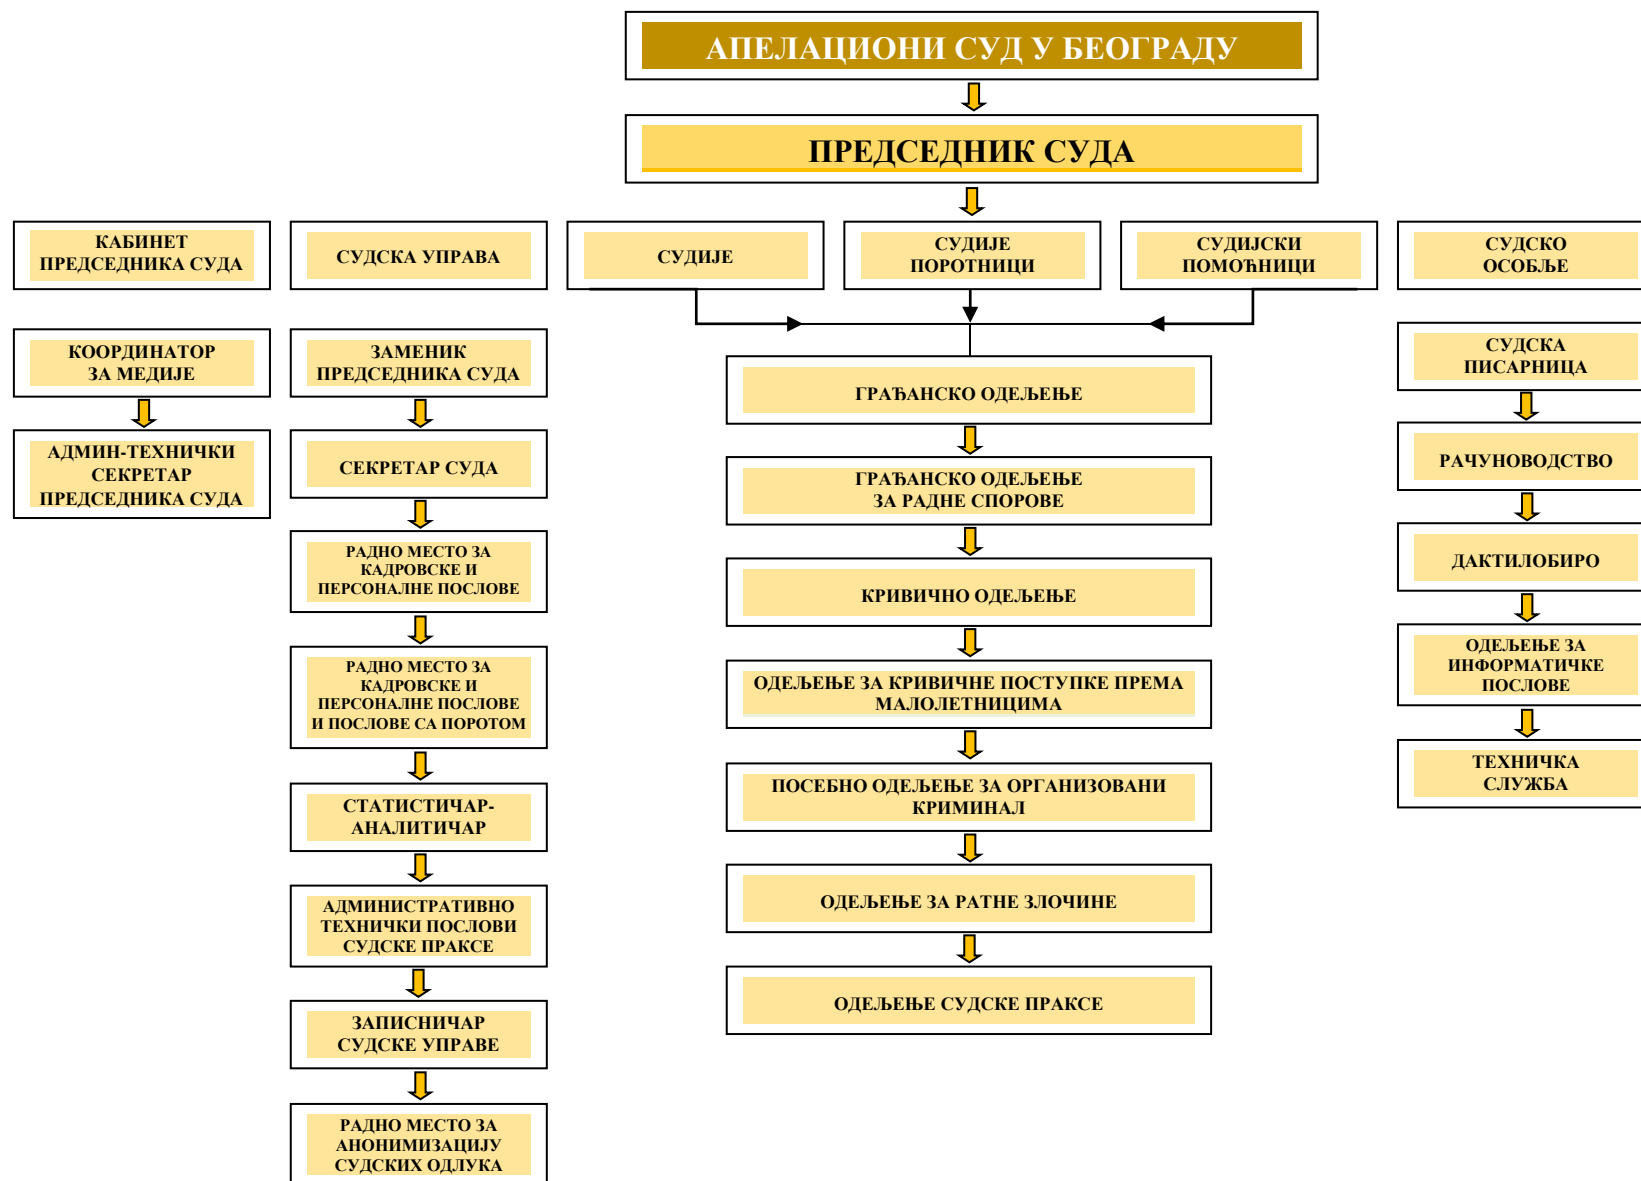 АПЕЛАЦИОНИ СУД У БЕОГРАДУ
ПРЕДСЕДНИК СУДА
КАБИНЕТ
ПРЕДСЕДНИКА СУДА
СУДСКА УПРАВА
СУДИЈЕ
СУДИЈЕ
ПОРОТНИЦИ
СУДИЈСКИ
ПОМОЋНИЦИ
СУДСКО
ОСОБЉЕ
КООРДИНАТОР
ЗА МЕДИЈЕ
АДМИН-ТЕХНИЧКИ
СЕКРЕТАР
ПРЕДСЕДНИКА СУДА
ЗАМЕНИК
ПРЕДСЕДНИКА СУДА
СЕКРЕТАР СУДА
РАДНО МЕСТО ЗА
КАДРОВСКЕ И
ПЕРСОНАЛНЕ ПОСЛОВЕ
РАДНО МЕСТО ЗА
КАДРОВСКЕ И
ПЕРСОНАЛНЕ ПОСЛОВЕ
И ПОСЛОВЕ СА ПОРОТОМ
СТАТИСТИЧАР-
АНАЛИТИЧАР
АДМИНИСТРАТИВНО
ТЕХНИЧКИ ПОСЛОВИ
СУДСКЕ ПРАКСЕ
ЗАПИСНИЧАР
СУДСКЕ УПРАВЕ
РАДНО МЕСТО ЗА
АНОНИМИЗАЦИЈУ
СУДСКИХ ОДЛУКА
ГРАЂАНСКО ОДЕЉЕЊЕ
ГРАЂАНСКО ОДЕЉЕЊЕ
ЗА РАДНЕ СПОРОВЕ
КРИВИЧНО ОДЕЉЕЊЕ
ОДЕЉЕЊЕ ЗА КРИВИЧНЕ ПОСТУПКЕ ПРЕМА
МАЛОЛЕТНИЦИМА
ПОСЕБНО ОДЕЉЕЊЕ ЗА ОРГАНИЗОВАНИ
КРИМИНАЛ
ОДЕЉЕЊЕ ЗА РАТНЕ ЗЛОЧИНЕ
ОДЕЉЕЊЕ СУДСКЕ ПРАКСЕ
СУДСКА
ПИСАРНИЦА
РАЧУНОВОДСТВО
ДАКТИЛОБИРО
ОДЕЉЕЊЕ ЗА
ИНФОРМАТИЧКЕ
ПОСЛОВЕ
ТЕХНИЧКА
СЛУЖБА